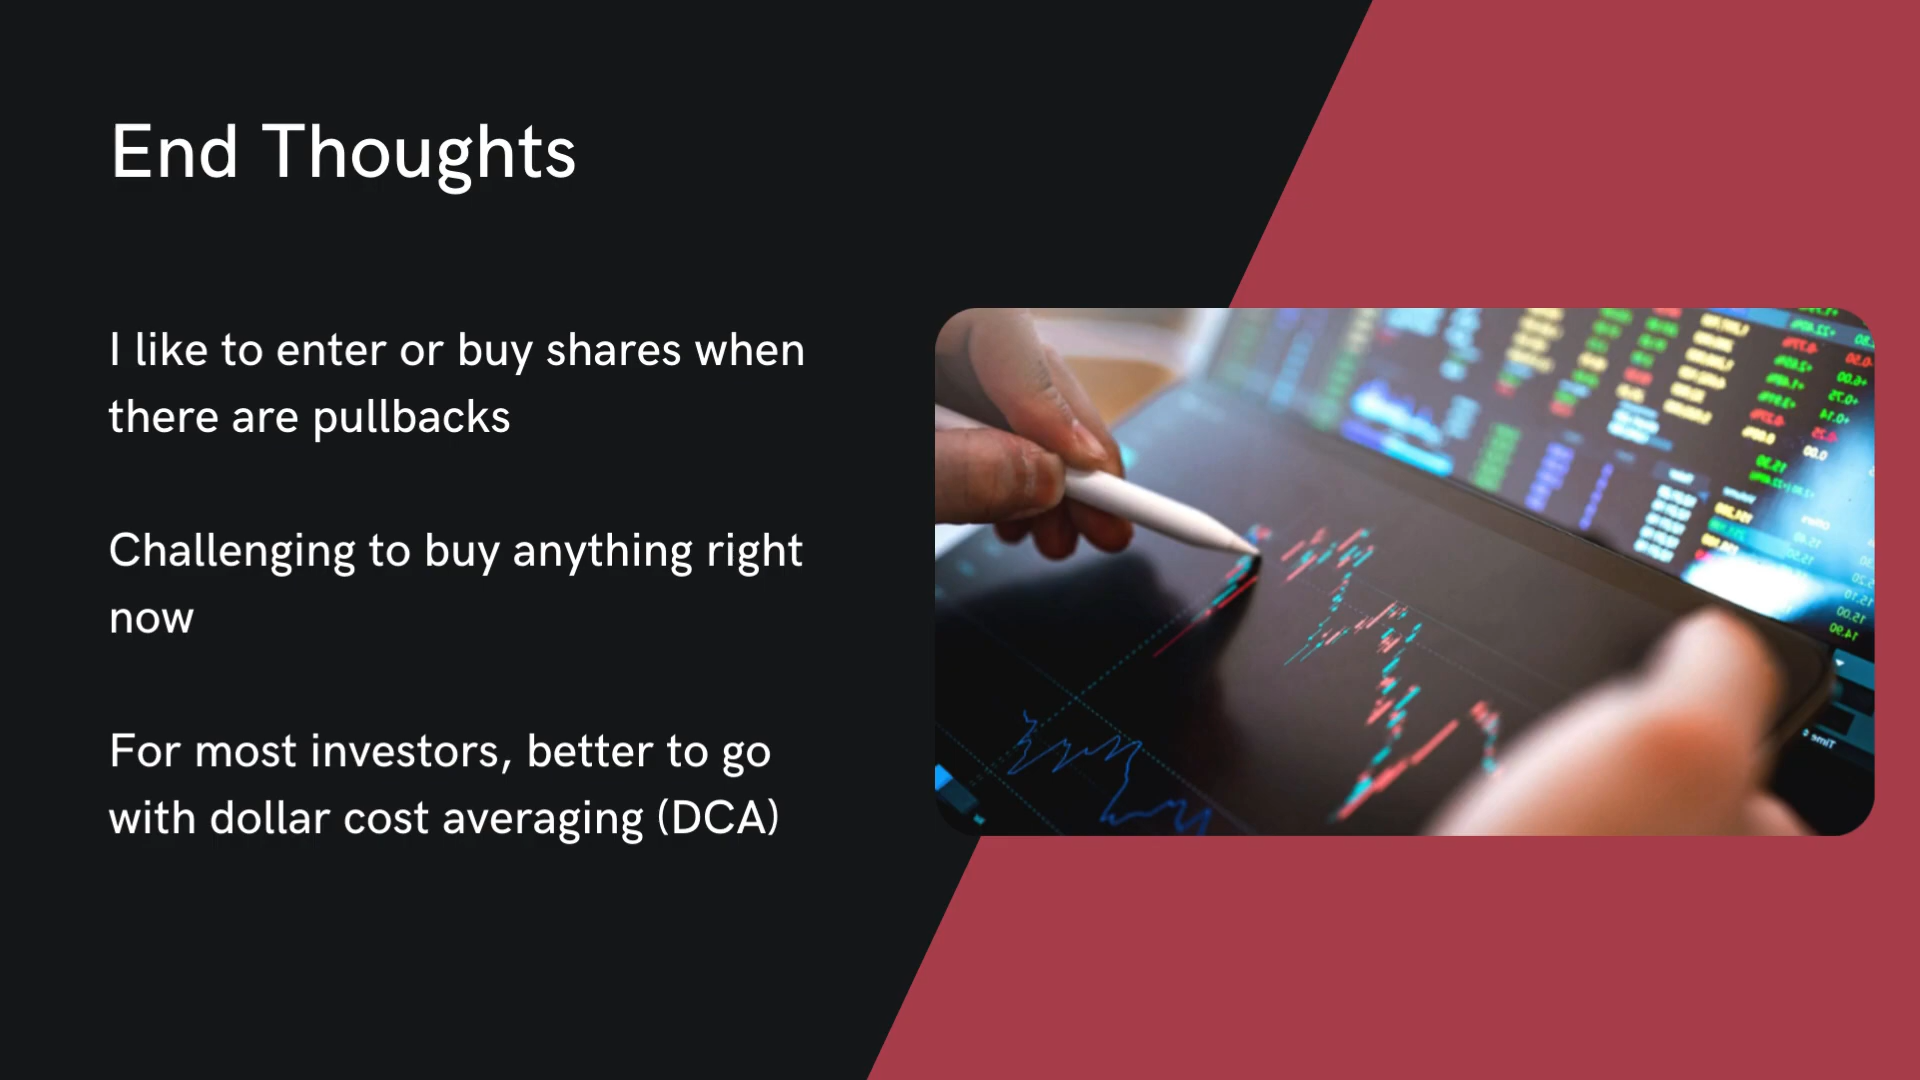 End Thoughts
I like to enter or buy shares when
there are pullbacks
Challenging to buy anything right
now
For most investors, better to go
with dollar cost averaging (DCA)